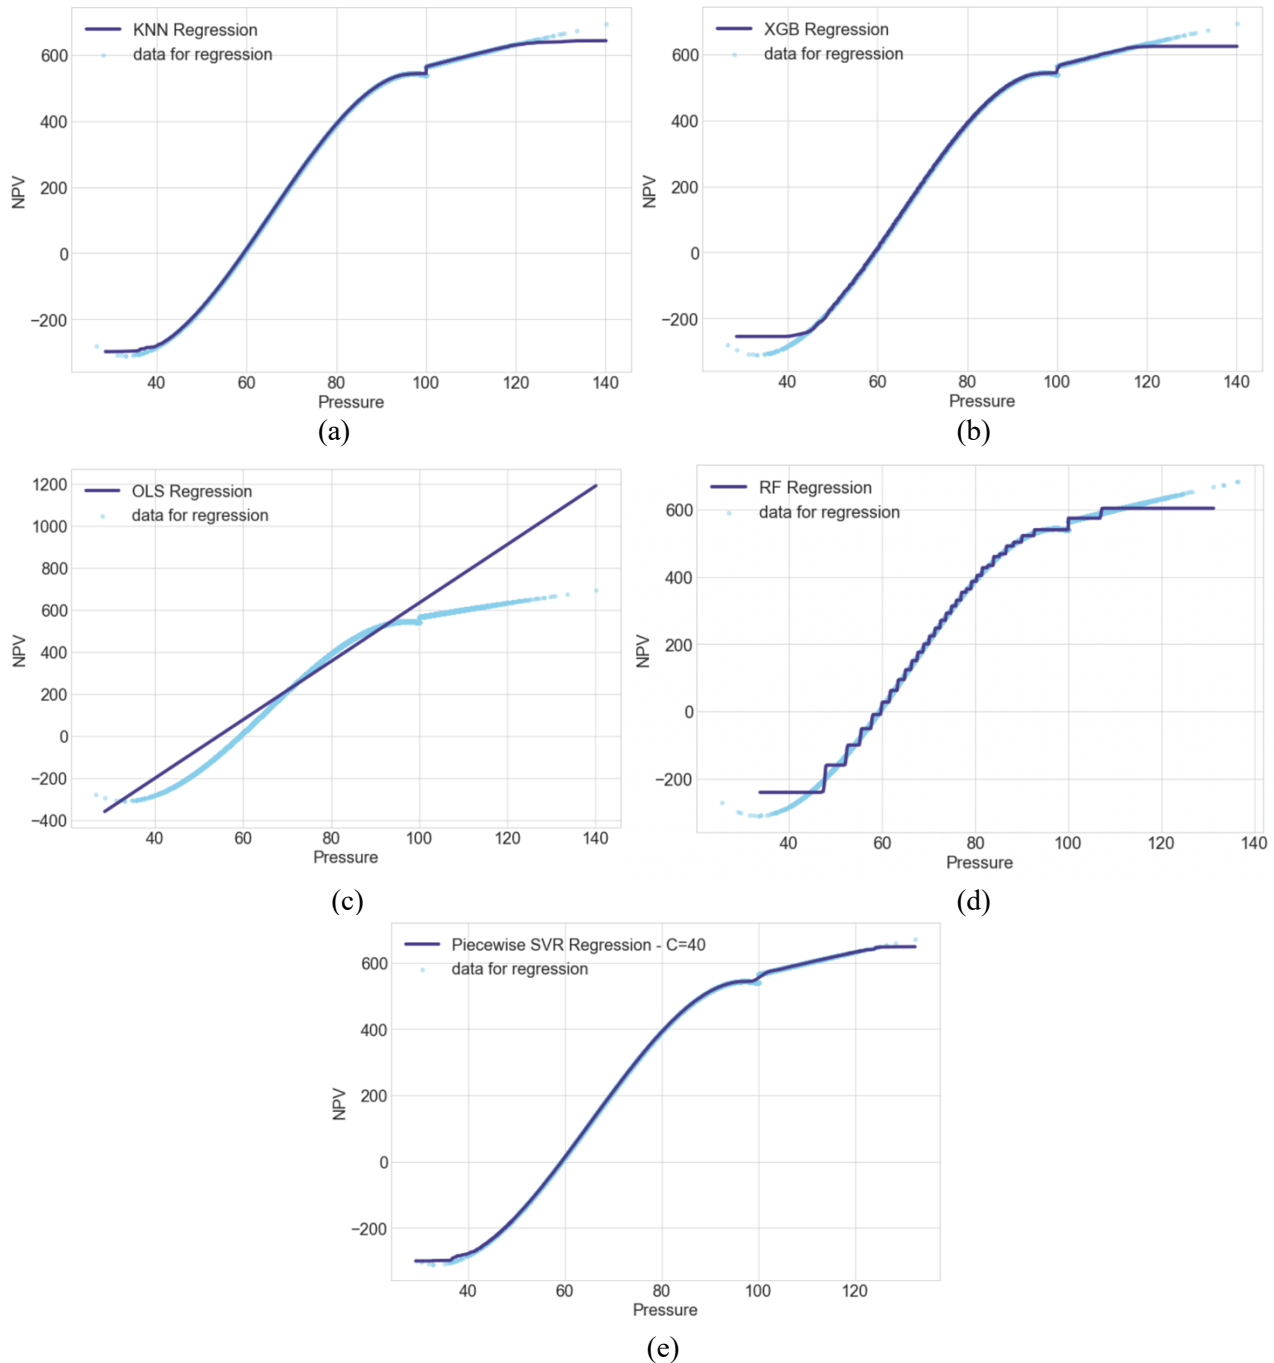 KNN Regression
data for regression
600
400
200
0
−200
NPV
40 60 80 100 120 140
Pressure
(a)
XGB Regression
data for regression
600
400
200
0
−200
NPV
40 60 80 100 120 140
Pressure
(b)
OLS Regression
data for regression
1200
1000
800
600
400
200
0
−200
−400
NPV
40 60 80 100 120 140
Pressure
(c)
RF Regression
data for regression
600
400
200
0
−200
NPV
40 60 80 100 120 140
Pressure
(d)
Piecewise SVR Regression - C=40
data for regression
600
400
200
0
−200
NPV
40 60 80 100 120
Pressure
(e)